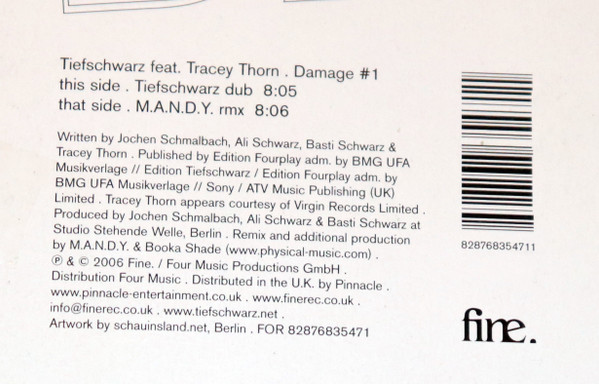 Tiefschwarz feat. Tracey Thorn . Damage #1
this side . Tiefschwarz dub 8:05
that side . M.A.N.D.Y. rmx 8:06
Written by Jochen Schmalbach, Ali Schwarz, Basti Schwarz &
Tracey Thorn . Published by Edition Fourplay adm. by BMG UFA
Musikverlage // Edition Tiefschwarz / Edition Fourplay adm. by
BMG UFA Musikverlage // Sony / ATV Music Publishing (UK)
Limited . Tracey Thorn appears courtesy of Virgin Records Limited .
Produced by Jochen Schmalbach, Ali Schwarz & Basti Schwarz at
Studio Stehende Welle, Berlin . Remix and additional production
by M.A.N.D.Y. & Booka Shade (www.physical-music.com) .
℗ & © 2006 Fine. / Four Music Productions GmbH .
Distribution Four Music . Distributed in the U.K. by Pinnacle .
www.pinnacle-entertainment.co.uk . www.finerec.co.uk .
info@finerec.co.uk . www.tiefschwarz.net .
Artwork by schauinsland.net, Berlin . FOR 82876835471
828768354711
fine.